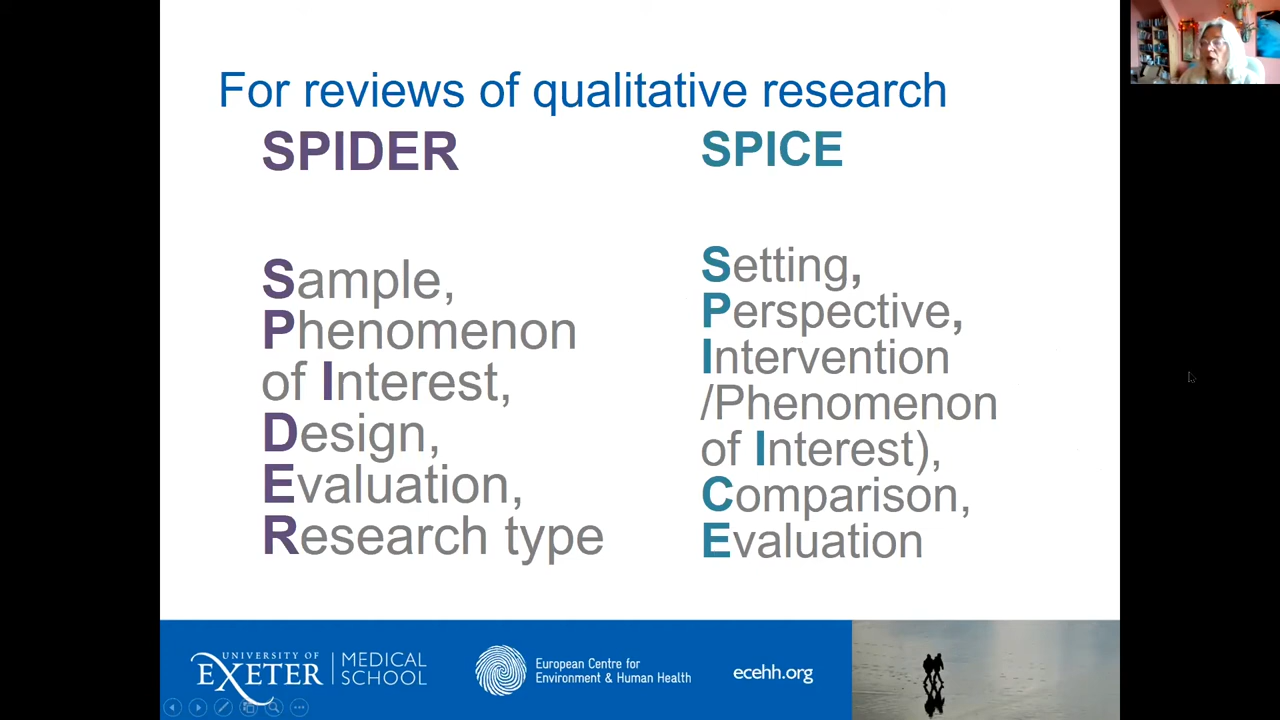 For reviews of qualitative research
SPIDER
Sample,
Phenomenon
of Interest,
Design,
Evaluation,
Research type
SPICE
Setting,
Perspective,
Intervention
/Phenomenon
of Interest),
Comparison,
Evaluation
UNIVERSITY OF
EXETER
MEDICAL
SCHOOL
European Centre for
Environment & Human Health
ecehh.org